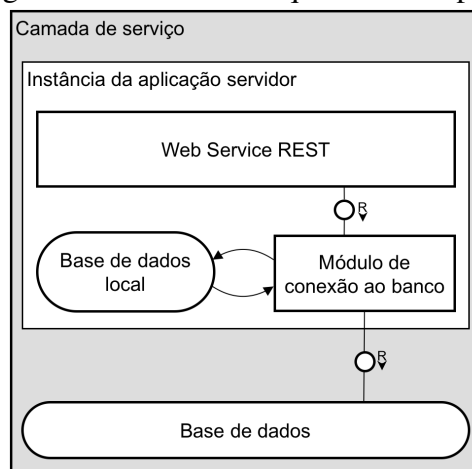 Camada de serviço
Instância da aplicação servidor
Web Service REST
R
Base de dados
local
Módulo de
conexão ao banco
R
Base de dados